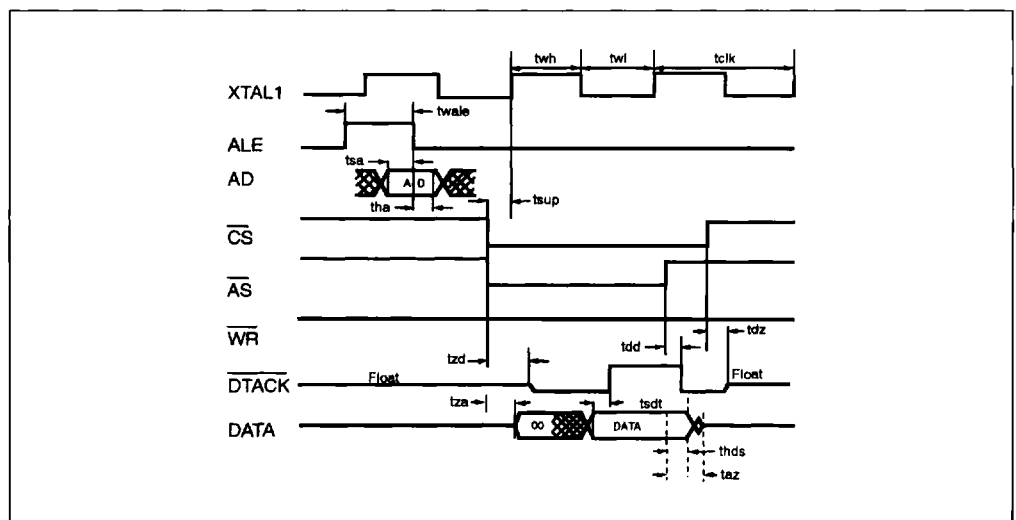 twh twl tclk
XTAL1
twale
ALE
tsa
AD
A D
tha
tsup
CS
AS
WR
tdz
tdd
tzd
DTACK
Float
Float
tza
tsdt
DATA
00
DATA
thds
taz